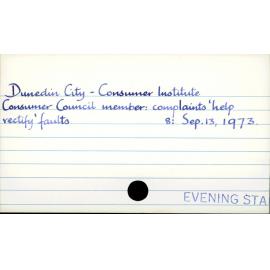 Dunedin City - Consumer Institute
Consumer Council member: complaints 'help
rectify' faults 8: Sep. 13, 1973.
EVENING STA